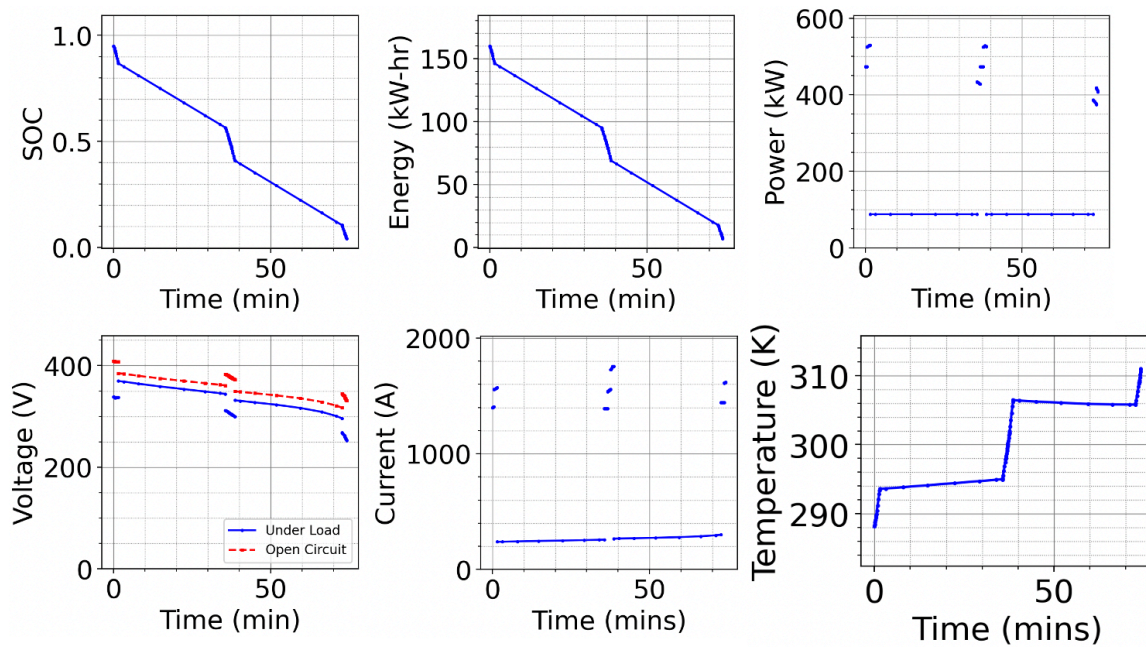 SOC
1.0
0.5
0.0
0
50
Time (min)
Energy (kW-hr)
150
100
50
0
0
50
Time (min)
Power (kW)
600
400
200
0
0
50
Time (min)
Voltage (V)
400
200
0
Under Load
Open Circuit
0
50
Time (min)
Current (A)
2000
1000
0
0
50
Time (mins)
Temperature (K)
310
300
290
0
50
Time (mins)